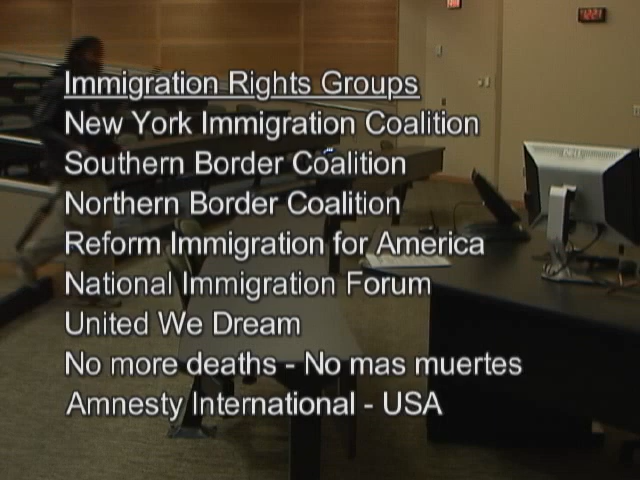 Immigration Rights Groups
New York Immigration Coalition
Southern Border Coalition
Northern Border Coalition
Reform Immigration for America
National Immigration Forum
United We Dream
No more deaths - No mas muertes
Amnesty International - USA
DELL